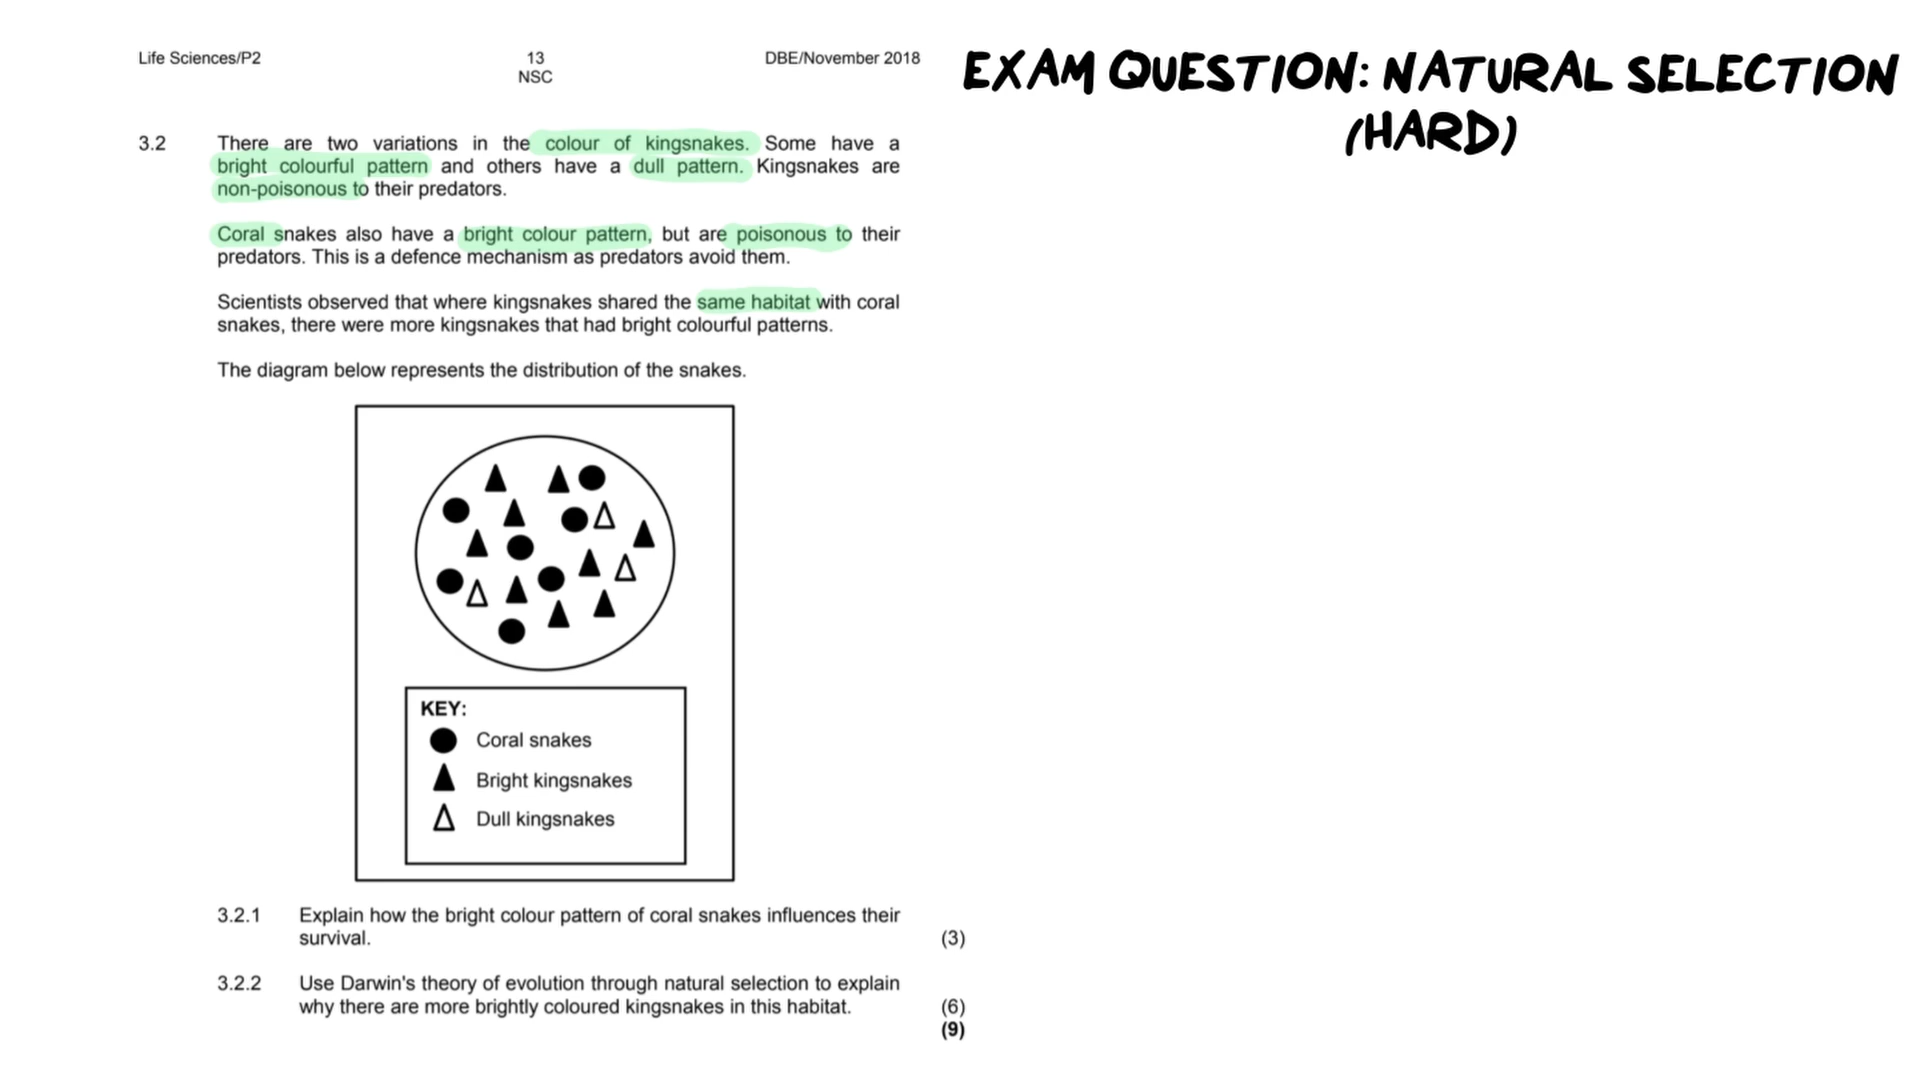 Life Sciences/P2 13 DBE/November 2018
NSC
EXAM QUESTION: NATURAL SELECTION
(HARD)
3.2 There are two variations in the colour of kingsnakes. Some have a
bright colourful pattern and others have a dull pattern. Kingsnakes are
non-poisonous to their predators.
Coral snakes also have a bright colour pattern, but are poisonous to their
predators. This is a defence mechanism as predators avoid them.
Scientists observed that where kingsnakes shared the same habitat with coral
snakes, there were more kingsnakes that had bright colourful patterns.
The diagram below represents the distribution of the snakes.
KEY:
Coral snakes
Bright kingsnakes
Dull kingsnakes
3.2.1 Explain how the bright colour pattern of coral snakes influences their
survival. (3)
3.2.2 Use Darwin's theory of evolution through natural selection to explain
why there are more brightly coloured kingsnakes in this habitat. (6)
(9)